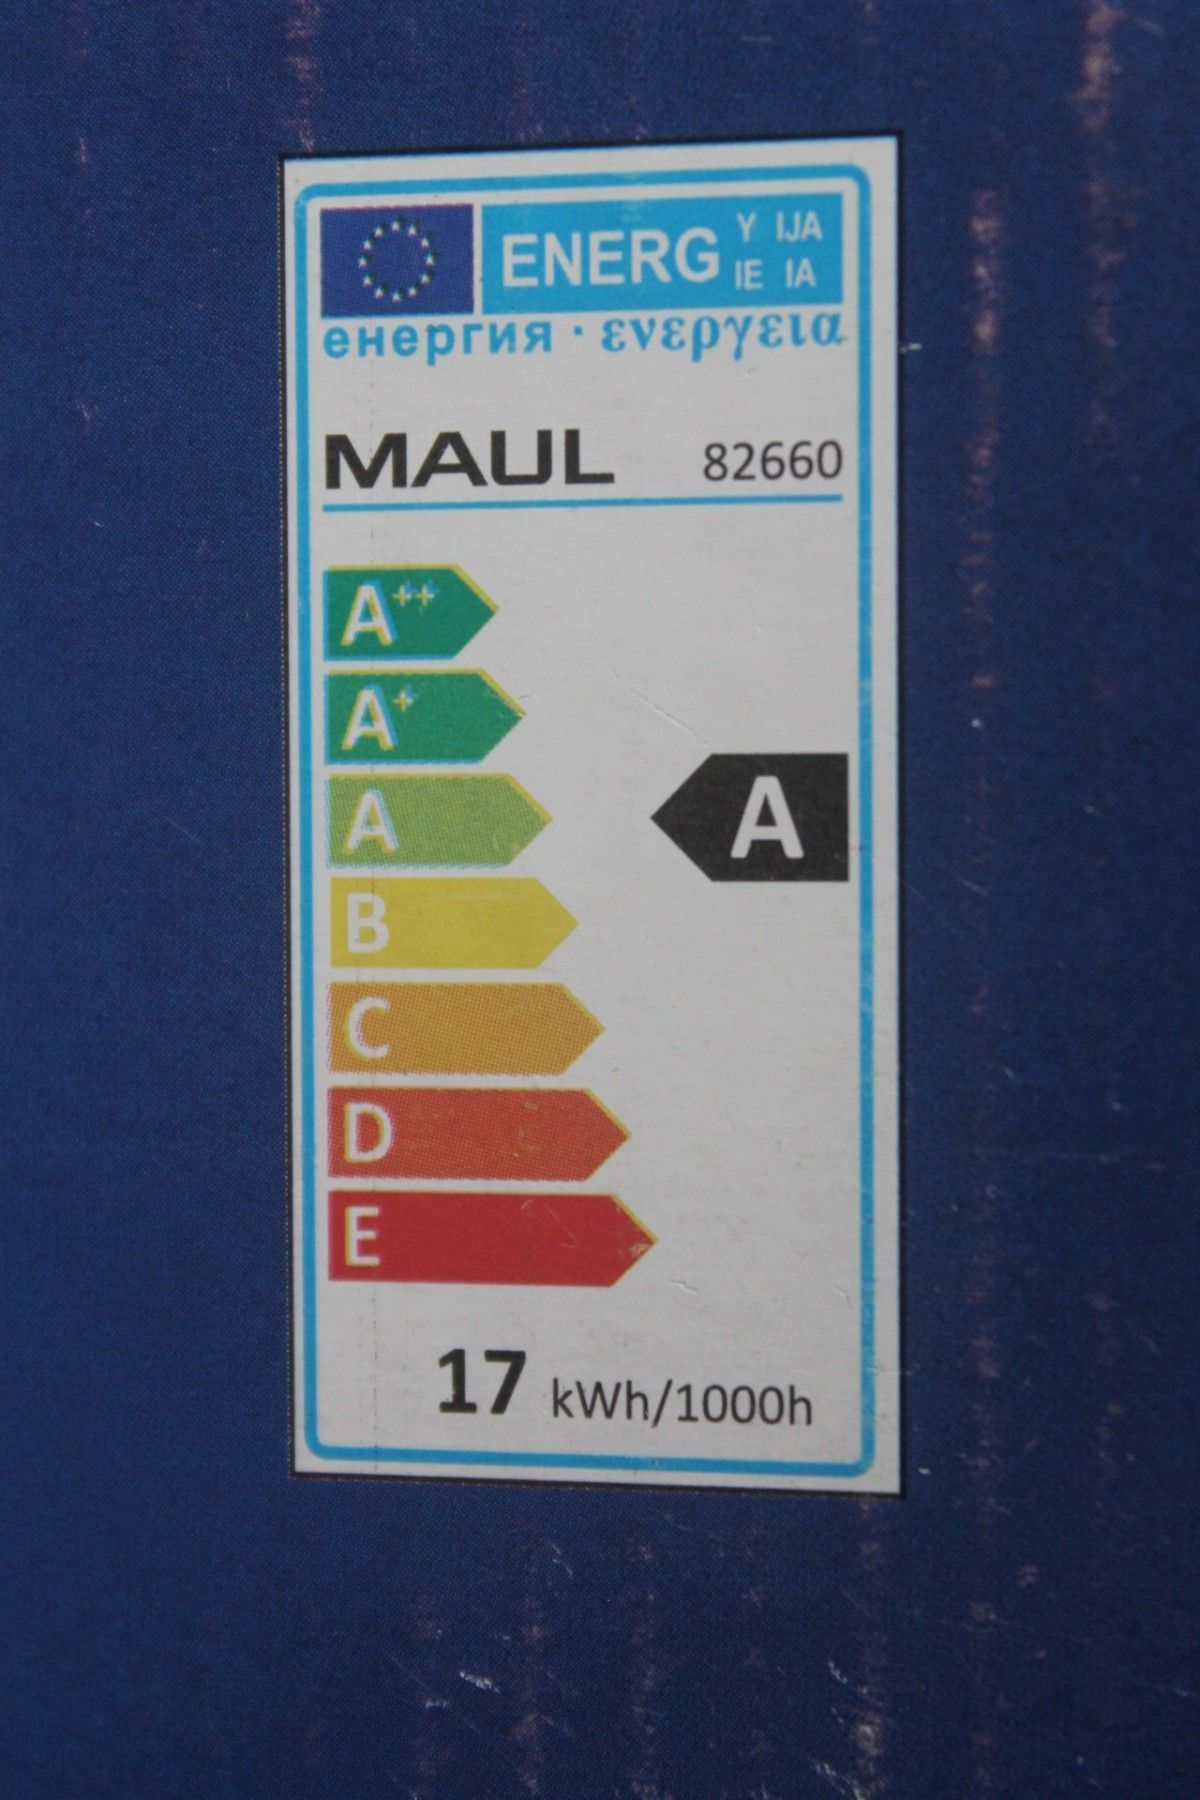 ENERG Y IJA
IE IA
енергия · ενεργεια
MAUL 82660
A++
A+
A
A
B
C
D
E
17 kWh/1000h